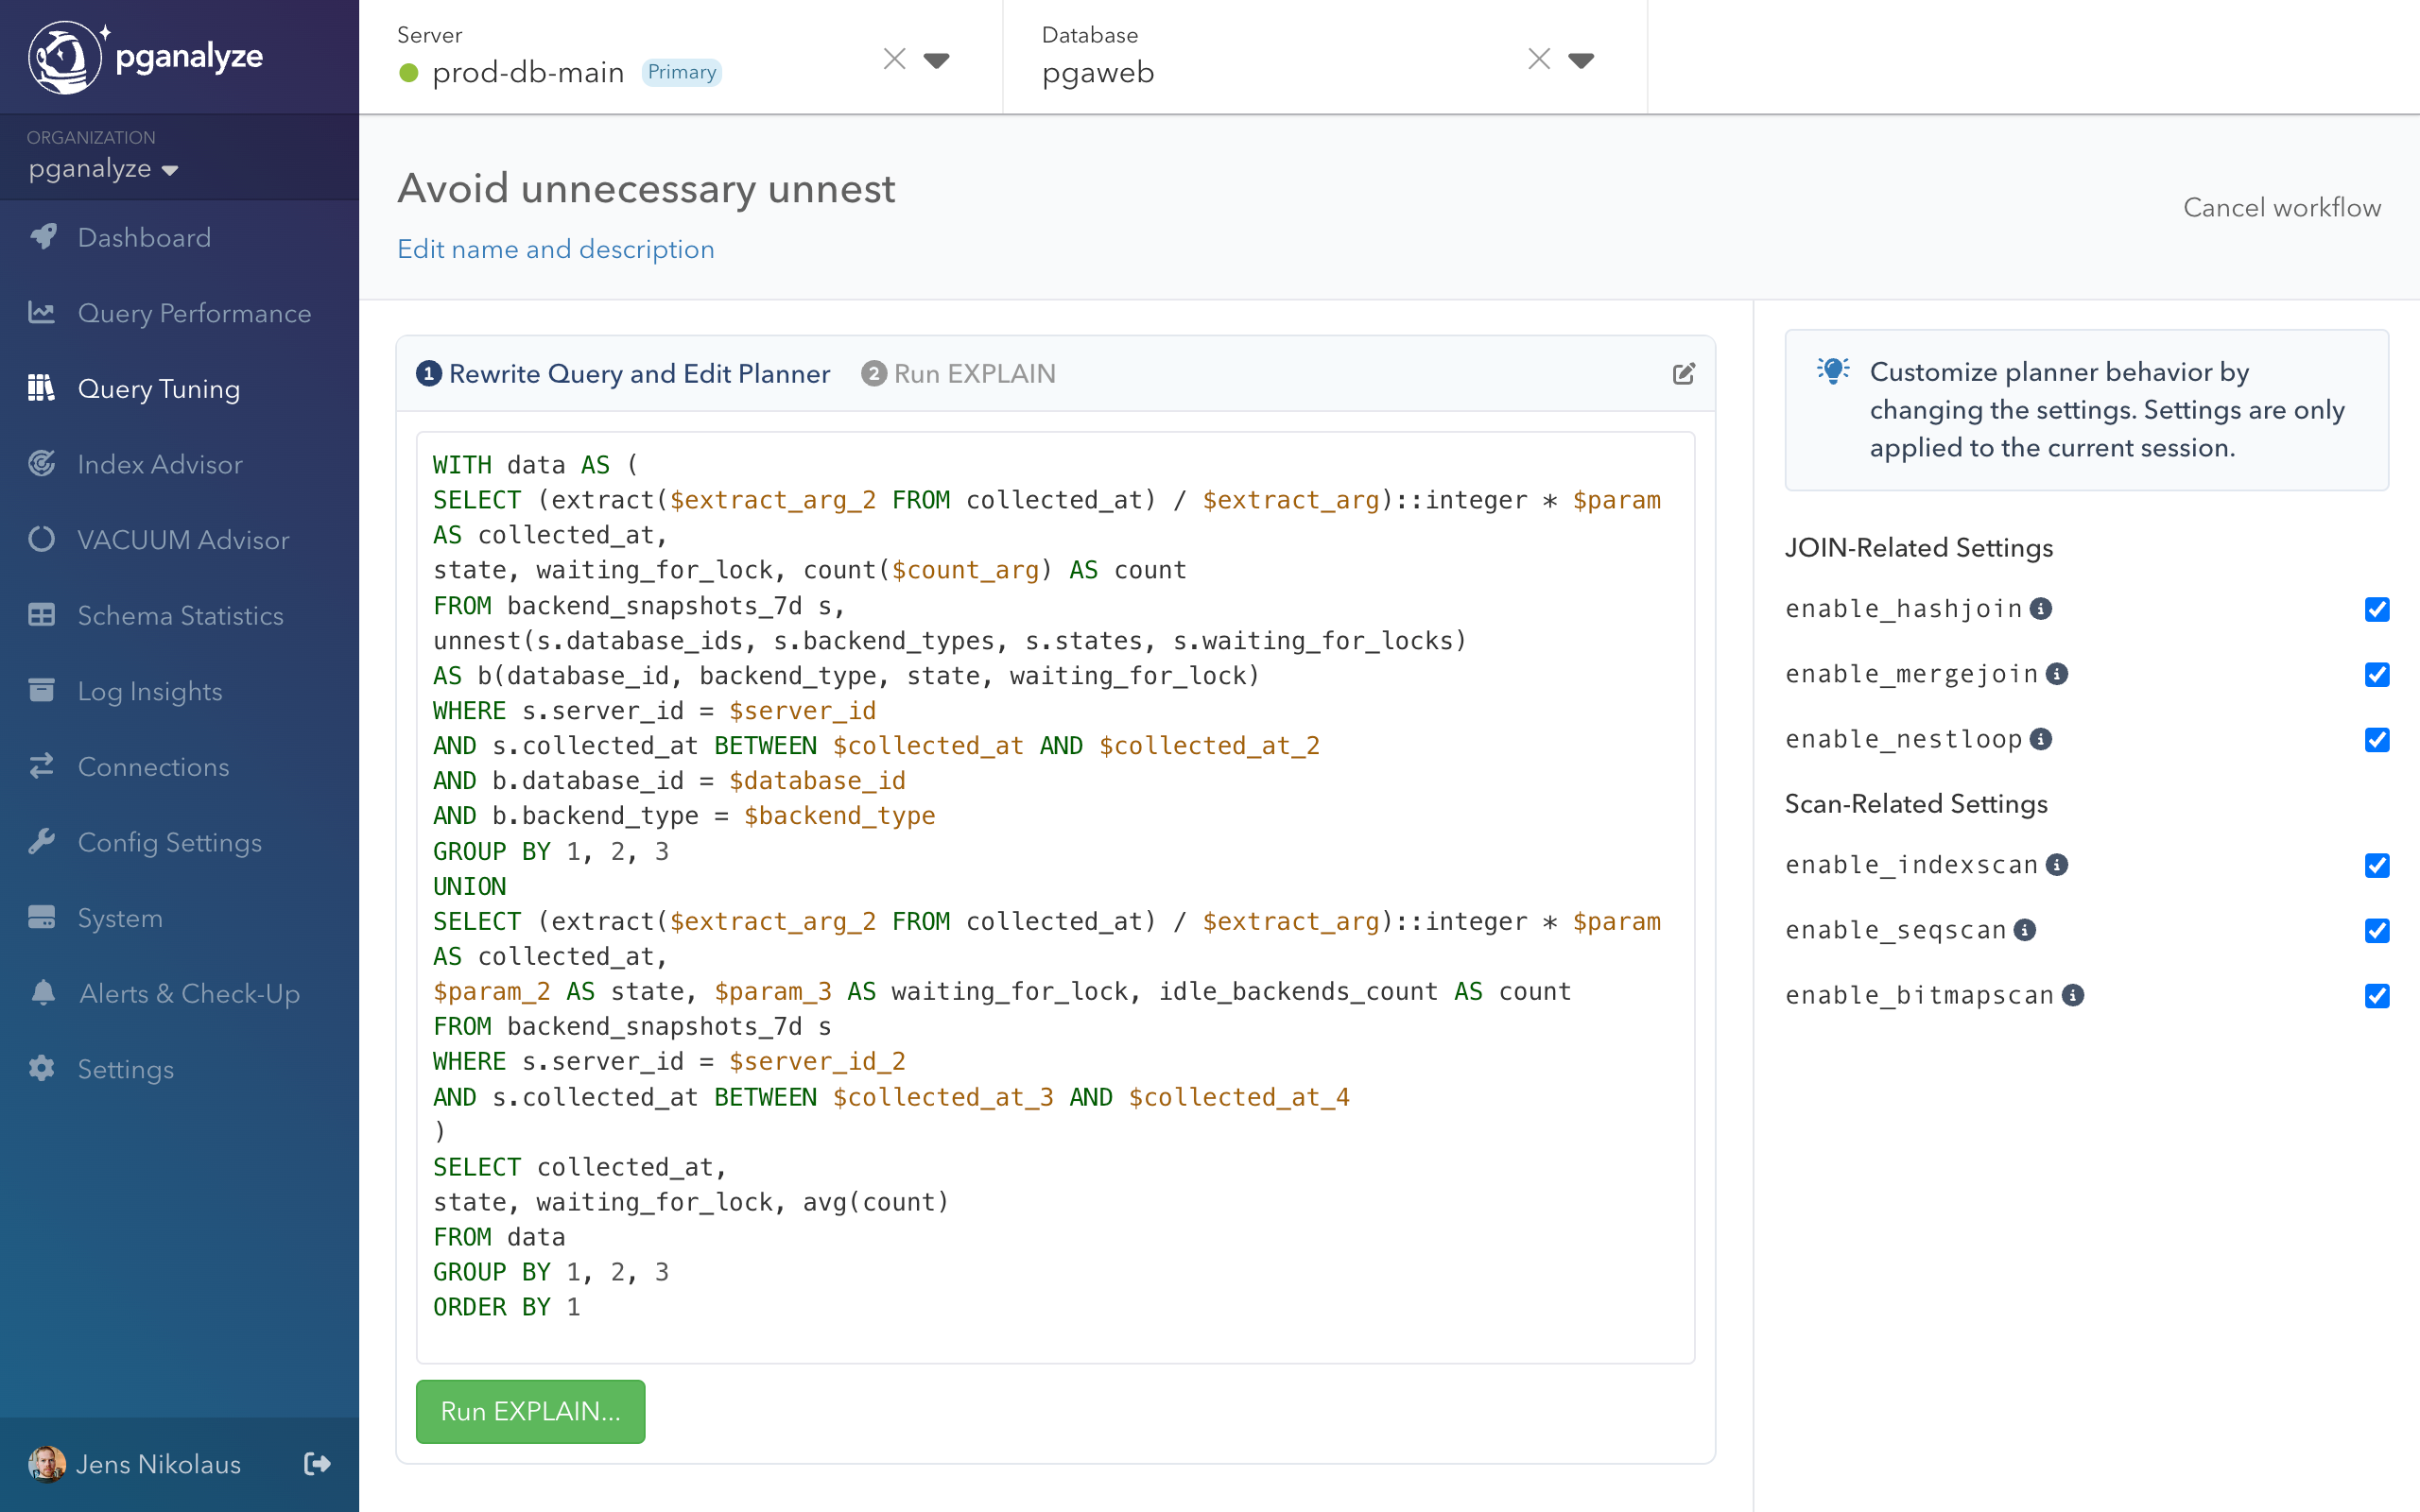 pganalyze
ORGANIZATION
pganalyze
Dashboard
Query Performance
Query Tuning
Index Advisor
VACUUM Advisor
Schema Statistics
Log Insights
Connections
Config Settings
System
Alerts & Check-Up
Settings
Jens Nikolaus
Server
prod-db-main Primary
Database
pgaweb
Avoid unnecessary unnest
Edit name and description
Cancel workflow
1 Rewrite Query and Edit Planner 2 Run EXPLAIN
WITH data AS (
SELECT (extract($extract_arg_2 FROM collected_at) / $extract_arg)::integer * $param
AS collected_at,
state, waiting_for_lock, count($count_arg) AS count
FROM backend_snapshots_7d s,
unnest(s.database_ids, s.backend_types, s.states, s.waiting_for_locks)
AS b(database_id, backend_type, state, waiting_for_lock)
WHERE s.server_id = $server_id
AND s.collected_at BETWEEN $collected_at AND $collected_at_2
AND b.database_id = $database_id
AND b.backend_type = $backend_type
GROUP BY 1, 2, 3
UNION
SELECT (extract($extract_arg_2 FROM collected_at) / $extract_arg)::integer * $param
AS collected_at,
$param_2 AS state, $param_3 AS waiting_for_lock, idle_backends_count AS count
FROM backend_snapshots_7d s
WHERE s.server_id = $server_id_2
AND s.collected_at BETWEEN $collected_at_3 AND $collected_at_4
)
SELECT collected_at,
state, waiting_for_lock, avg(count)
FROM data
GROUP BY 1, 2, 3
ORDER BY 1
Run EXPLAIN...
Customize planner behavior by
changing the settings. Settings are only
applied to the current session.
JOIN-Related Settings
enable_hashjoin
enable_mergejoin
enable_nestloop
Scan-Related Settings
enable_indexscan
enable_seqscan
enable_bitmapscan